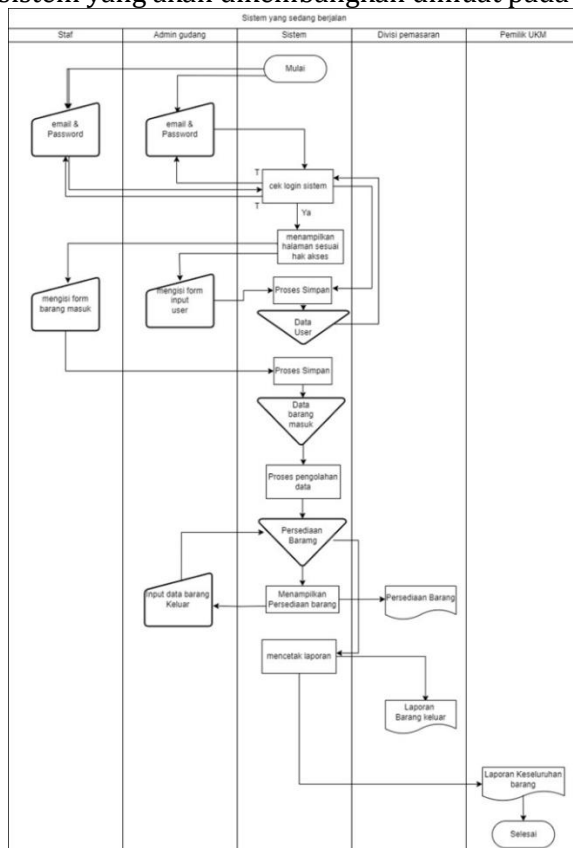 sistem yang akan dikembangkan dimuat pada
Sistem yang sedang berjalan
Staf
Admin gudang
Sistem
Divisi pemasaran
Pemilik UKM
Mulai
email &
Password
email &
Password
T
cek login sistem
T
Ya
menampilkan
halaman sesuai
hak akses
mengisi form
barang masuk
mengisi form
input
user
Proses Simpan
Data
User
Proses Simpan
Data
barang
masuk
Proses pengolahan
data
Persediaan
Baramg
Input data barang
Keluar
Menampilkan
Persediaan barang
Persediaan Barang
mencetak laporan
Laporan
Barang keluar
Laporan Keseluruhan
barang
Selesai